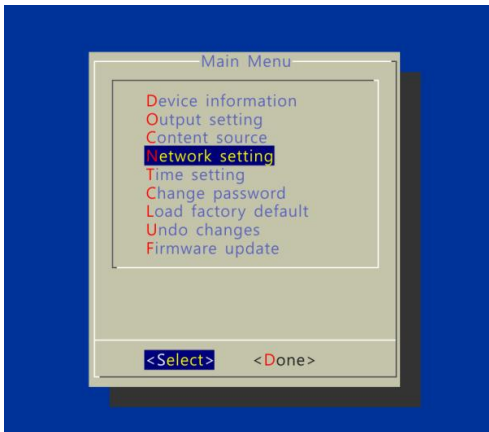 Main Menu
Device information
Output setting
Content source
Network setting
Time setting
Change password
Load factory default
Undo changes
Firmware update
<Select> <Done>